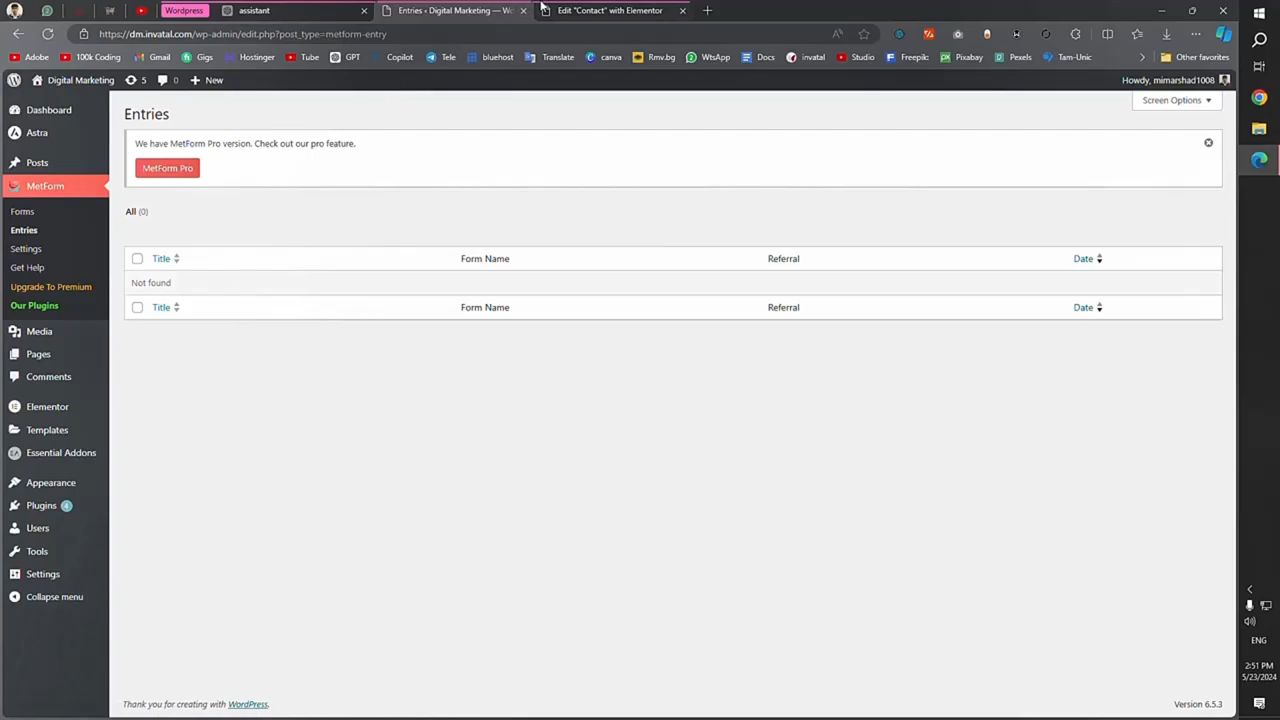 Wordpress
assistant
Entries ‹ Digital Marketing — Wo
Edit "Contact" with Elementor
https://dm.invatal.com/wp-admin/edit.php?post_type=metform-entry
Adobe
100k Coding
Gmail
Hostinger
Tube
GPT
Copilot
Tele
bluehost
Translate
canva
Rmv.bg
WtsApp
Docs
invatal
Studio
Freepik
Pixabay
Pexels
Tam-Unic
Other favorites
Digital Marketing
5
0
New
Howdy, mimarshad1008
Screen Options
Dashboard
Astra
Posts
MetForm
Forms
Entries
Settings
Get Help
Upgrade To Premium
Our Plugins
Media
Pages
Comments
Elementor
Templates
Essential Addons
Appearance
Plugins 4
Users
Tools
Settings
Collapse menu
Entries
We have MetForm Pro version. Check out our pro feature.
MetForm Pro
All (0)
Title
Form Name
Referral
Date
Not found
Title
Form Name
Referral
Date
Thank you for creating with WordPress.
Version 6.5.3
ENG
2:51 PM
5/23/2024